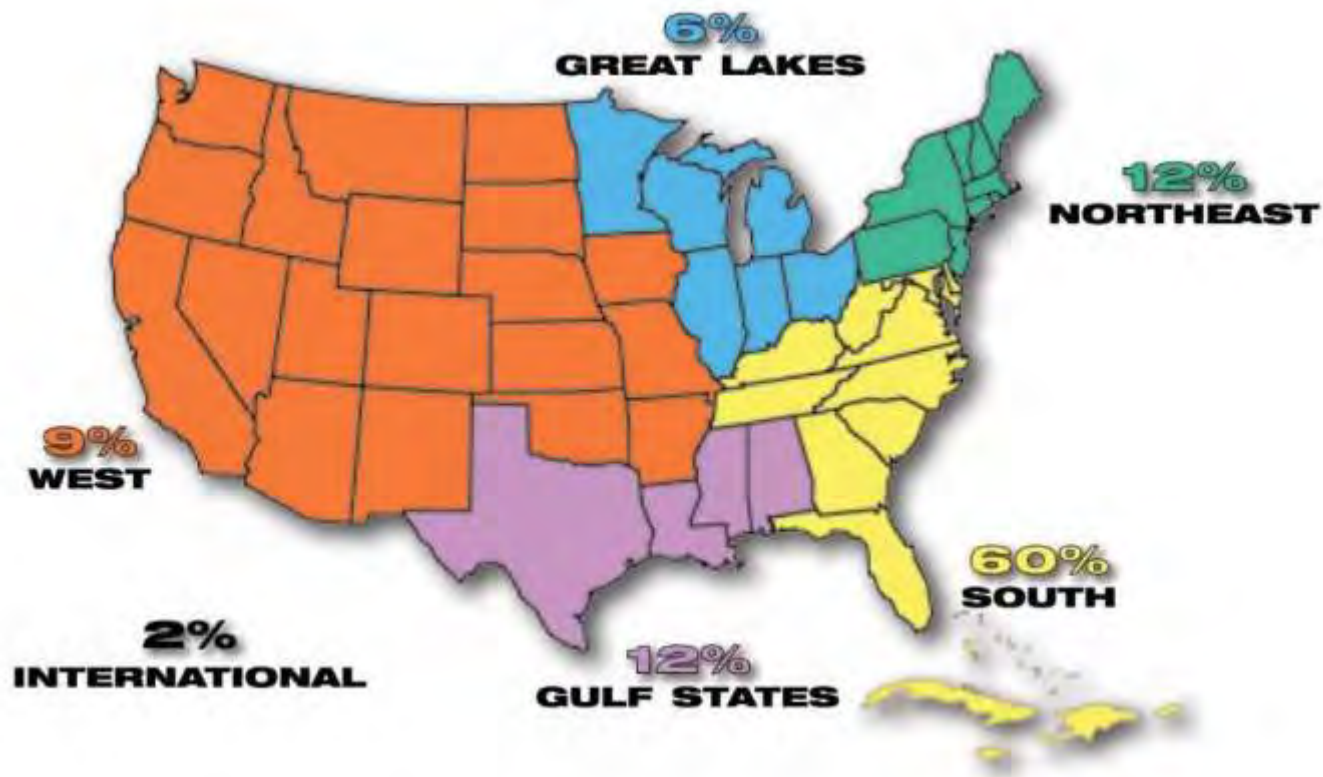 6%
GREAT LAKES
12%
NORTHEAST
9%
WEST
60%
SOUTH
2%
INTERNATIONAL
12%
GULF STATES